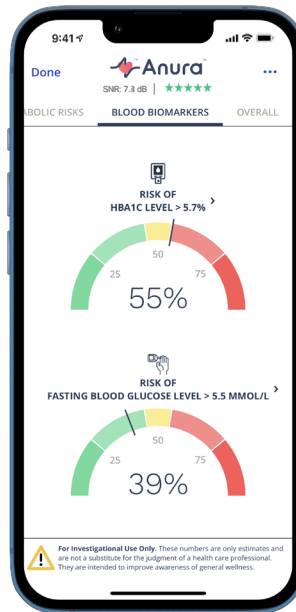 9:41
Done
Anura™
...
SNR: 7.3 dB | ★★★★★
ABOLIC RISKS BLOOD BIOMARKERS OVERALL
RISK OF
HBA1C LEVEL > 5.7% >
25 50 75
55%
RISK OF
FASTING BLOOD GLUCOSE LEVEL > 5.5 MMOL/L >
25 50 75
39%
For Investigational Use Only. These numbers are only estimates and
are not a substitute for the judgment of a health care professional.
They are intended to improve awareness of general wellness.